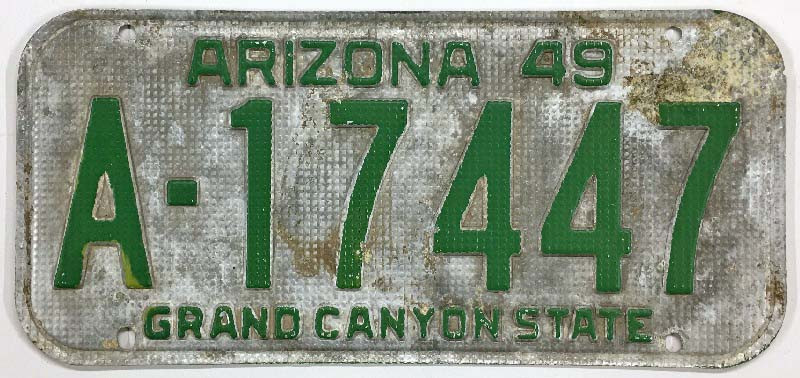 ARIZONA 49
A-17447
GRAND CANYON STATE